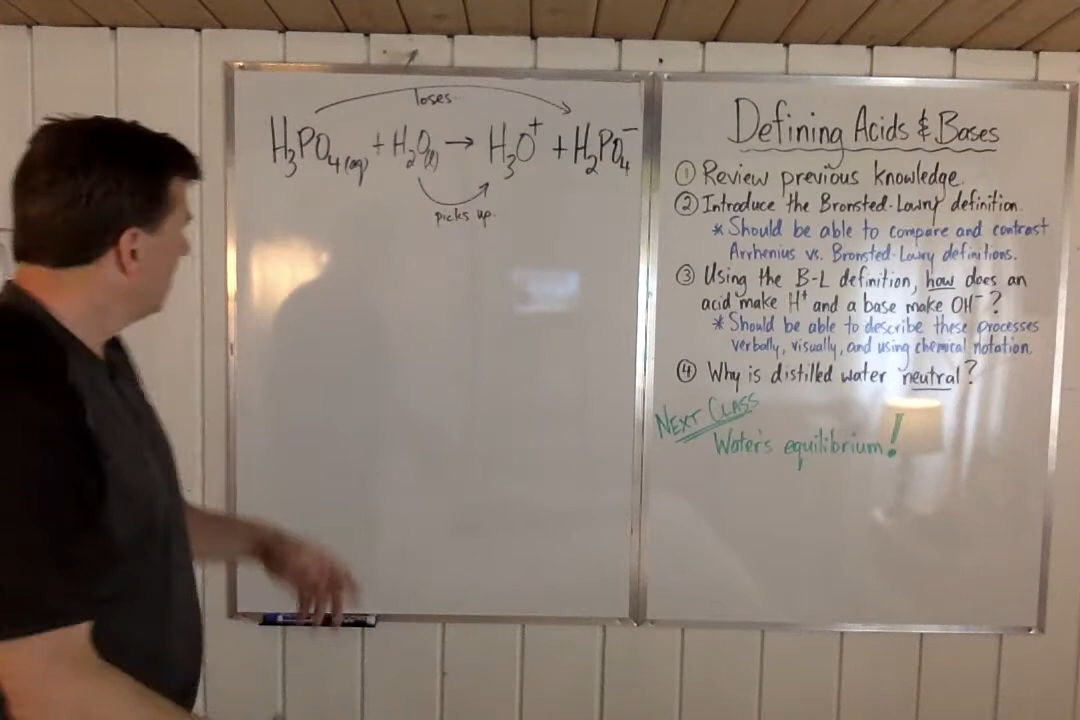 loses
H₃PO₄(aq) + H₂O(l) → H₃O⁺ + H₂PO₄⁻
picks up
Defining Acids & Bases
① Review previous knowledge.
② Introduce the Bronsted-Lowry definition.
* Should be able to compare and contrast
Arrhenius vs. Bronsted-Lowry definitions.
③ Using the B-L definition, how does an
acid make H⁺ and a base make OH⁻?
* Should be able to describe these processes
verbally, visually, and using chemical notation.
④ Why is distilled water neutral?
NEXT CLASS
Water's equilibrium!